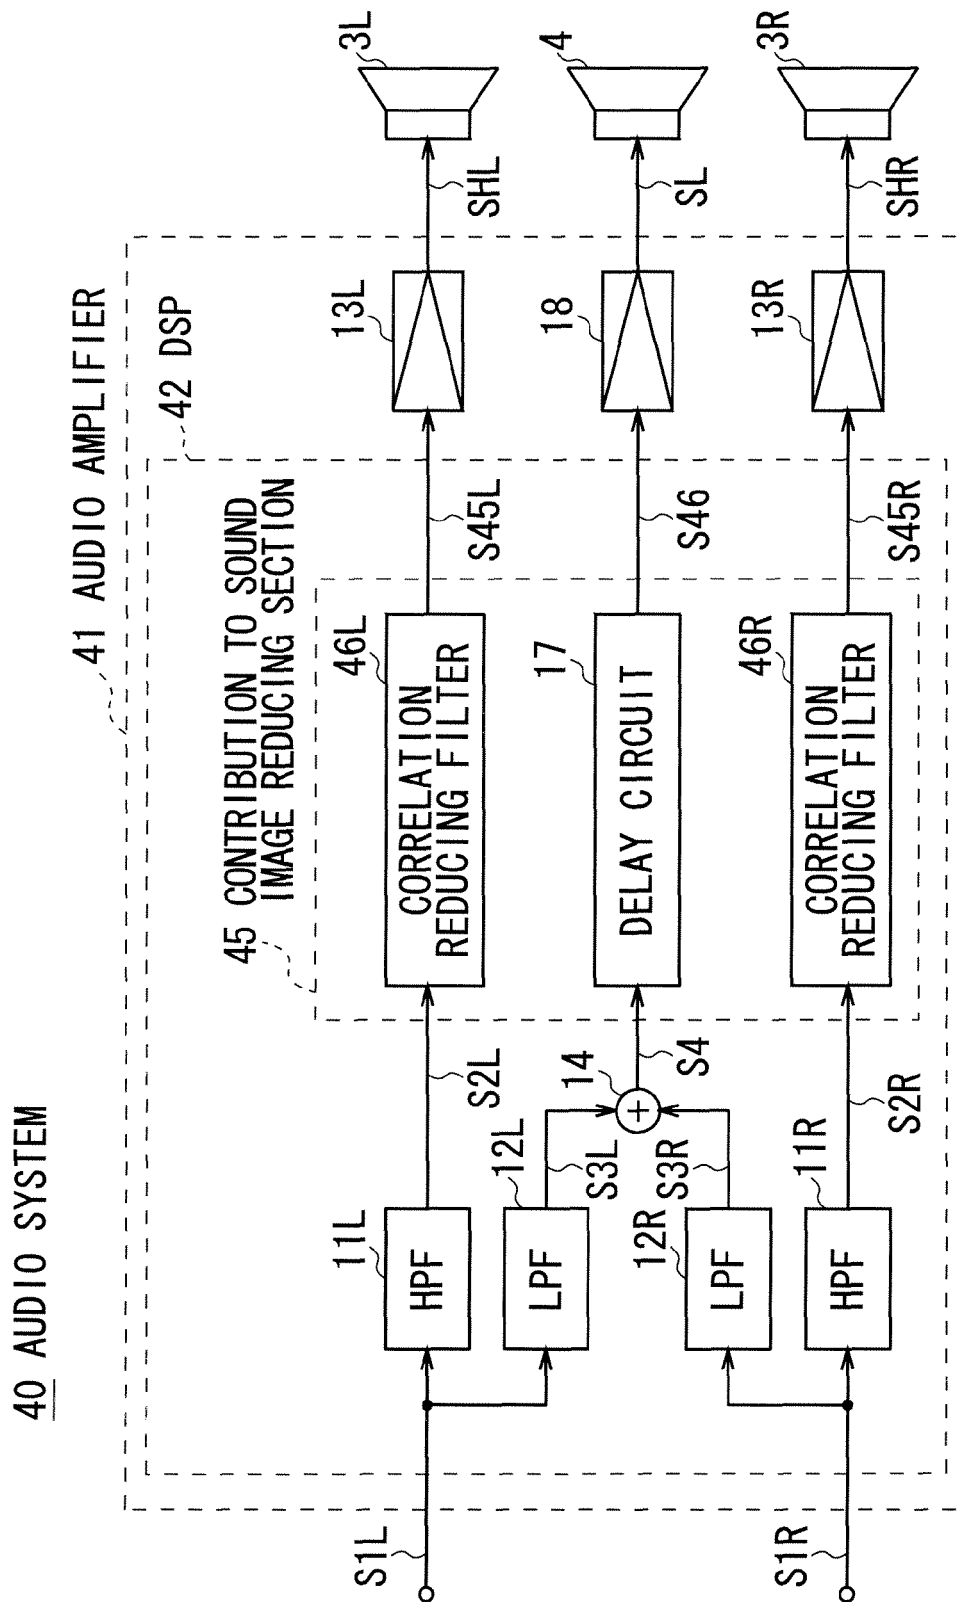 40 AUDIO SYSTEM
41 AUDIO AMPLIFIER
42 DSP
45 CONTRIBUTION TO SOUND
IMAGE REDUCING SECTION
S1L
11L
HPF
S2L
46L
CORRELATION
REDUCING FILTER
S45L
13L
SHL
3L
12L
LPF
S3L
14
+
S4
17
DELAY CIRCUIT
S46
18
SL
4
12R
LPF
S3R
S1R
11R
HPF
S2R
46R
CORRELATION
REDUCING FILTER
S45R
13R
SHR
3R